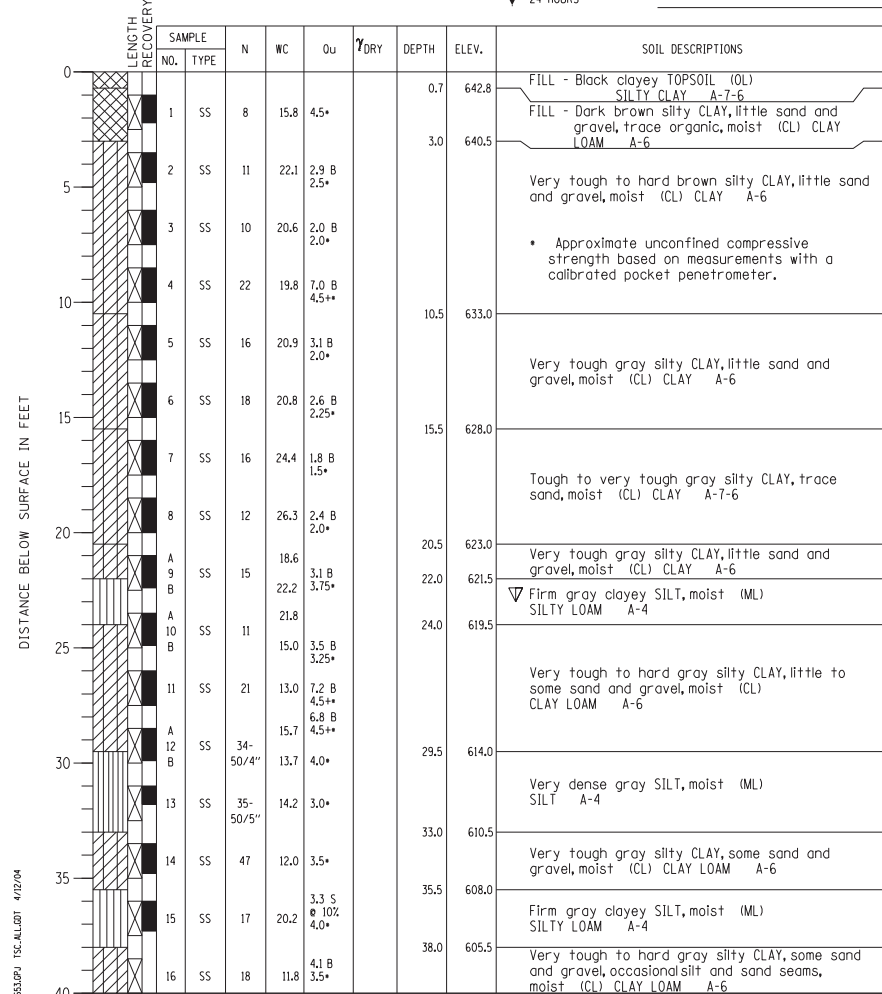 ▽ 24 HOURS
LENGTH
RECOVERY
SAMPLE
NO. TYPE N WC Qu γDRY DEPTH ELEV. SOIL DESCRIPTIONS
DISTANCE BELOW SURFACE IN FEET
0
FILL - Black clayey TOPSOIL (OL)
0.7 642.8
SILTY CLAY A-7-6
1 SS 8 15.8 4.5*
FILL - Dark brown silty CLAY, little sand and
gravel, trace organic, moist (CL) CLAY
3.0 640.5
LOAM A-6
2 SS 11 22.1 2.9 B
2.5*
5
Very tough to hard brown silty CLAY, little sand
and gravel, moist (CL) CLAY A-6
3 SS 10 20.6 2.0 B
2.0*
* Approximate unconfined compressive
strength based on measurements with a
calibrated pocket penetrometer.
4 SS 22 19.8 7.0 B
4.5+*
10
10.5 633.0
5 SS 16 20.9 3.1 B
2.0*
Very tough gray silty CLAY, little sand and
gravel, moist (CL) CLAY A-6
6 SS 18 20.8 2.6 B
2.25*
15
15.5 628.0
7 SS 16 24.4 1.8 B
1.5*
Tough to very tough gray silty CLAY, trace
sand, moist (CL) CLAY A-7-6
8 SS 12 26.3 2.4 B
2.0*
20
20.5 623.0
A 18.6
Very tough gray silty CLAY, little sand and
gravel, moist (CL) CLAY A-6
9 SS 15 3.1 B
B 22.2 3.75*
22.0 621.5
▽ Firm gray clayey SILT, moist (ML)
SILTY LOAM A-4
A 21.8
24.0 619.5
10 SS 11
B 15.0 3.5 B
3.25*
25
11 SS 21 13.0 7.2 B
4.5+*
Very tough to hard gray silty CLAY, little to
some sand and gravel, moist (CL)
CLAY LOAM A-6
6.8 B
A 15.7 4.5+*
12 SS 34-
29.5 614.0
B 50/4" 13.7 4.0*
30
Very dense gray SILT, moist (ML)
SILT A-4
13 SS 35- 14.2 3.0*
50/5"
33.0 610.5
14 SS 47 12.0 3.5*
Very tough gray silty CLAY, some sand and
gravel, moist (CL) CLAY LOAM A-6
35
35.5 608.0
3.3 S
@ 10%
15 SS 17 20.2 4.0*
Firm gray clayey SILT, moist (ML)
SILTY LOAM A-4
38.0 605.5
4.1 B
16 SS 18 11.8 3.5*
Very tough to hard gray silty CLAY, some sand
and gravel, occasional silt and sand seams,
moist (CL) CLAY LOAM A-6
40
TSC_ALL.GDT 4/12/04